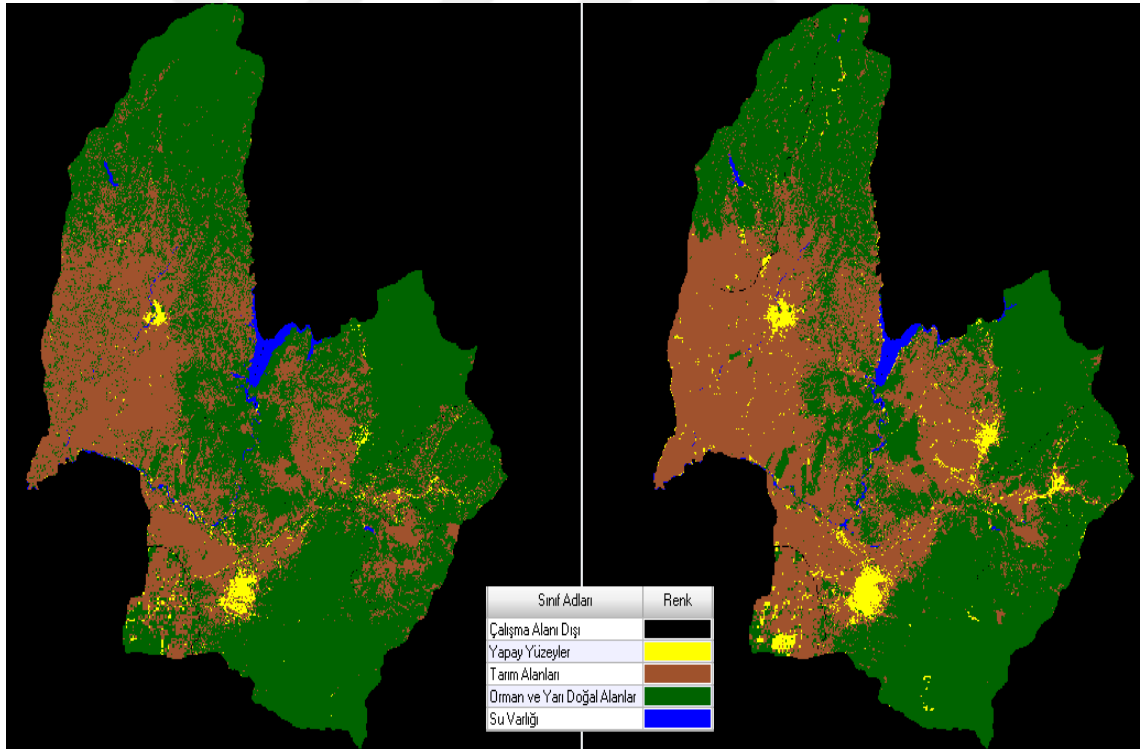 Sınıf Adları Renk
Çalışma Alanı Dışı
Yapay Yüzeyler
Tarım Alanları
Orman ve Yarı Doğal Alanlar
Su Varlığı